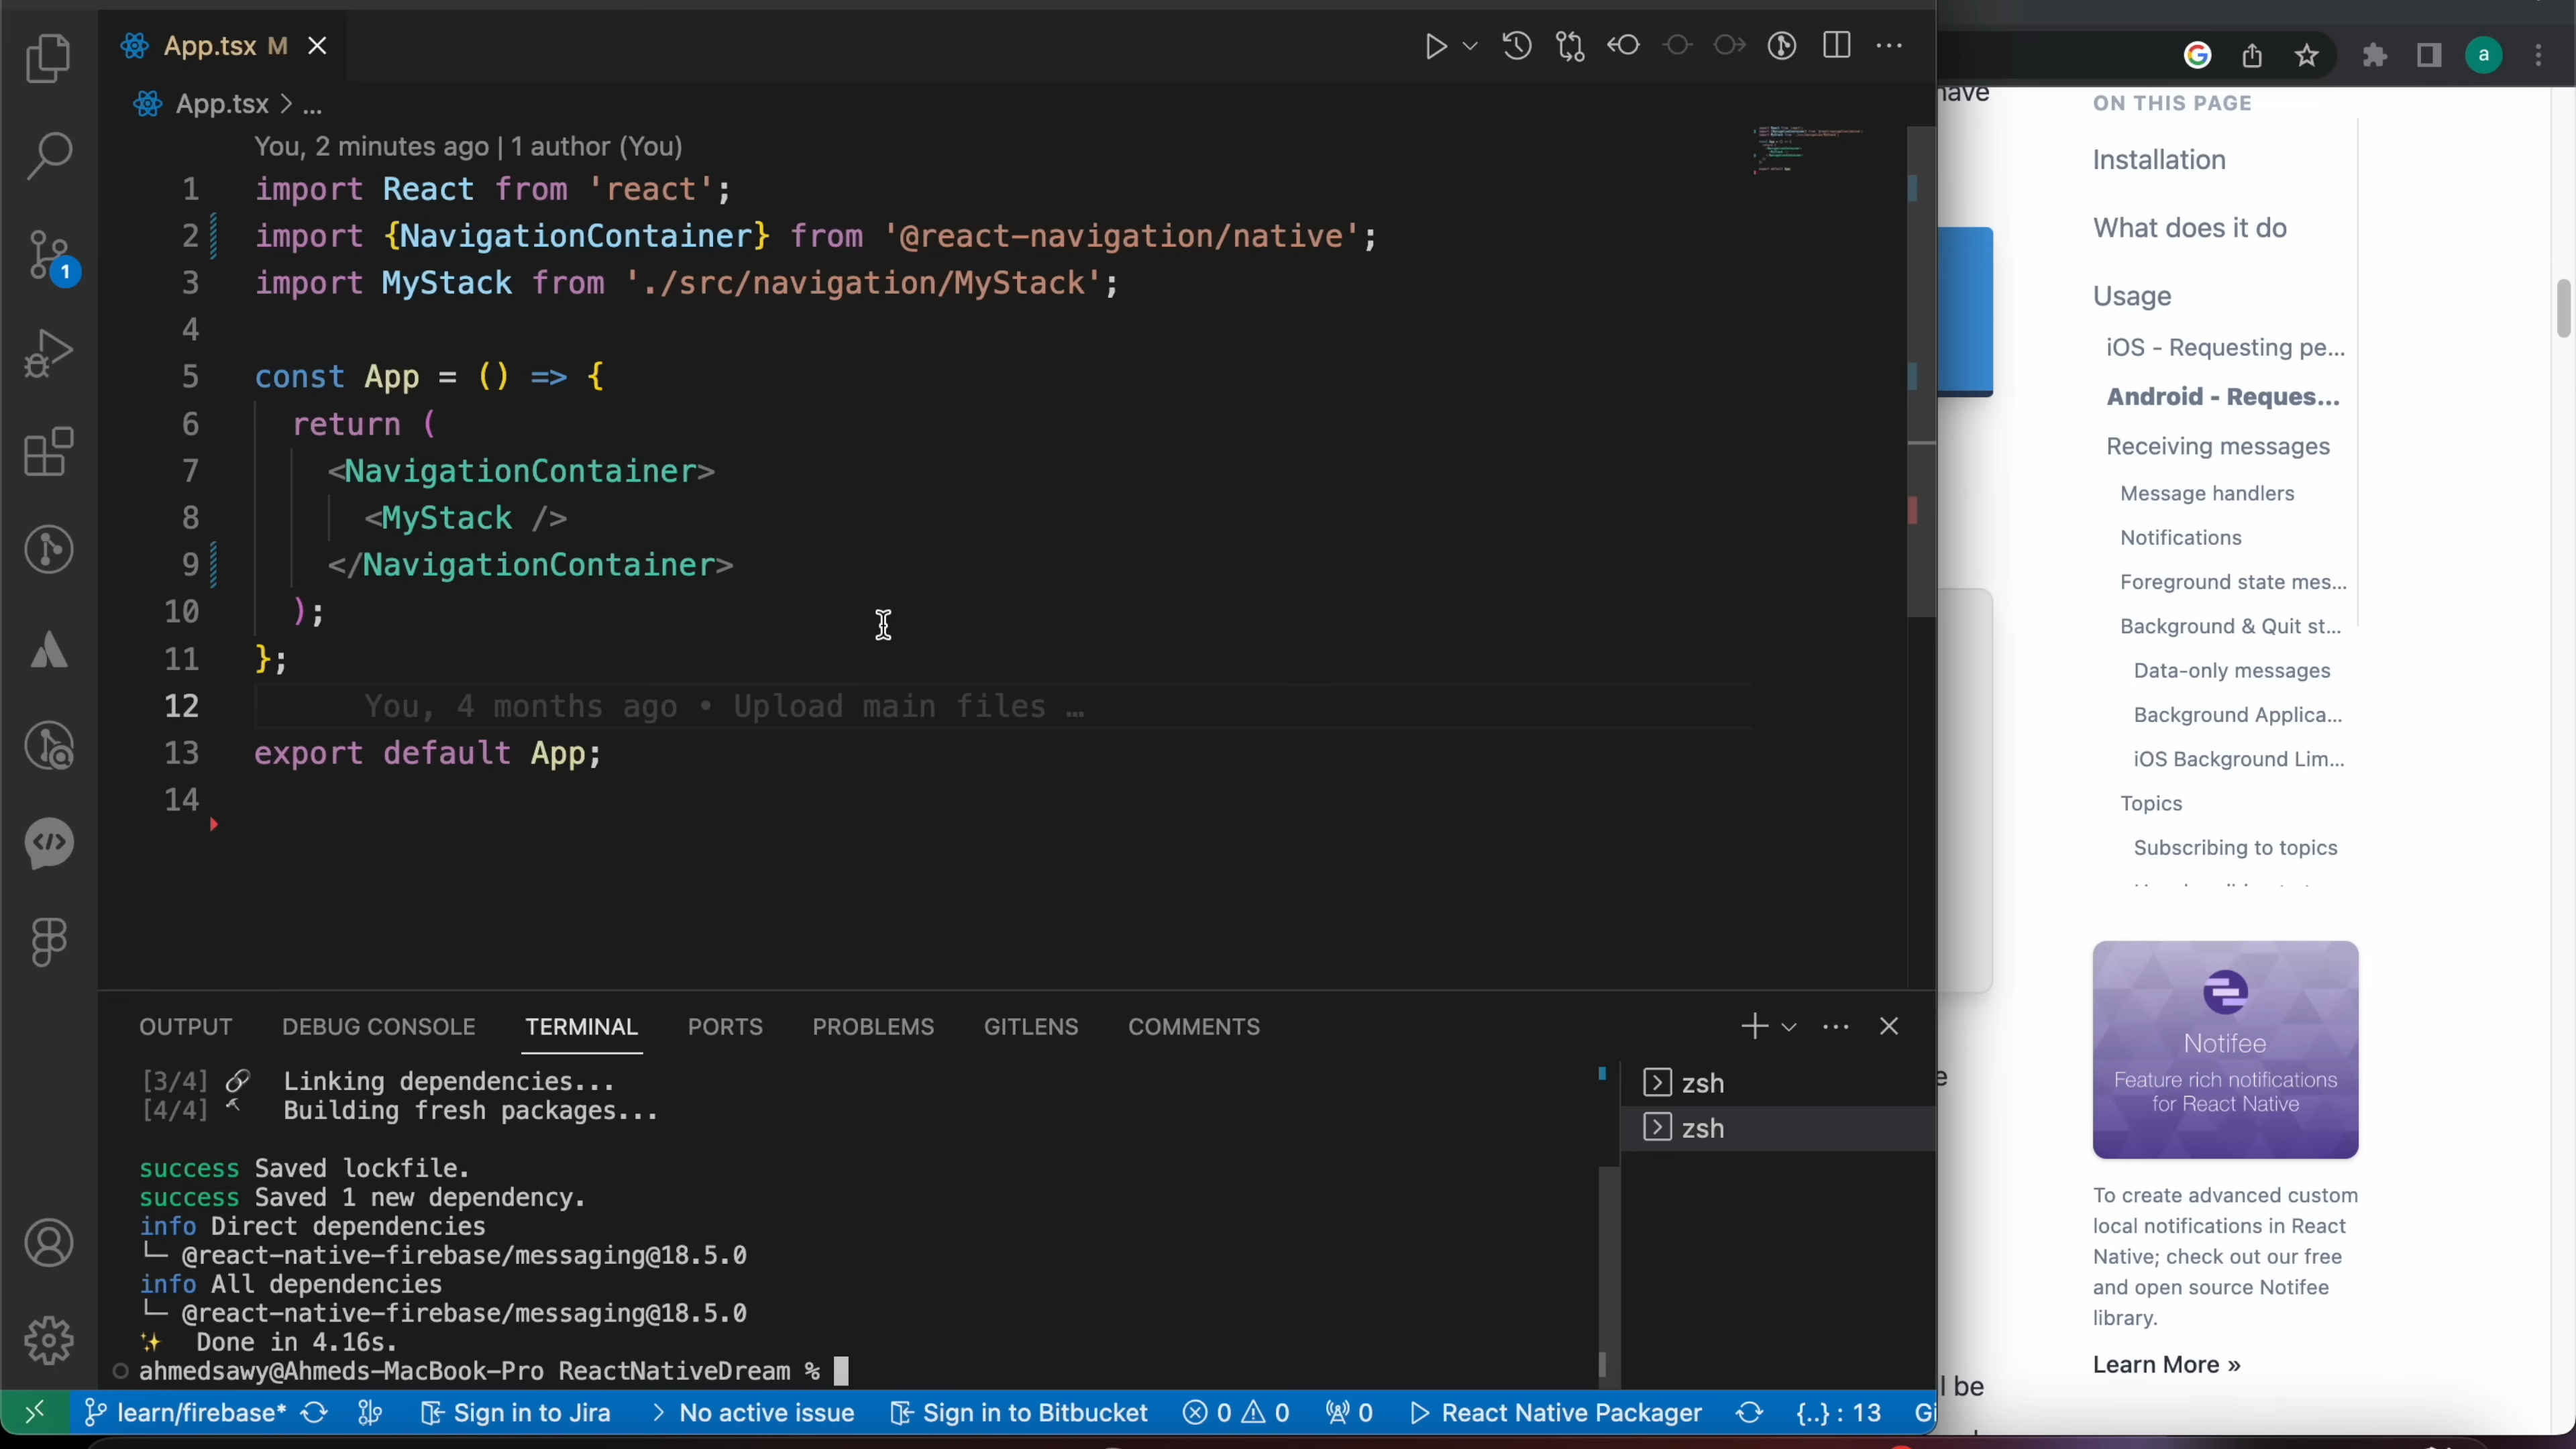 App.tsx M
App.tsx > ...
You, 2 minutes ago | 1 author (You)
1 import React from 'react';
2 import {NavigationContainer} from '@react-navigation/native';
3 import MyStack from './src/navigation/MyStack';
4
5 const App = () => {
6 return (
7 <NavigationContainer>
8 <MyStack />
9 </NavigationContainer>
10 );
11 };
12 You, 4 months ago • Upload main files …
13 export default App;
14
1
OUTPUT DEBUG CONSOLE TERMINAL PORTS PROBLEMS GITLENS COMMENTS
[3/4] 🔗 Linking dependencies...
[4/4] 🔨 Building fresh packages...
success Saved lockfile.
success Saved 1 new dependency.
info Direct dependencies
└─ @react-native-firebase/messaging@18.5.0
info All dependencies
└─ @react-native-firebase/messaging@18.5.0
✨ Done in 4.16s.
ahmedsawy@Ahmeds-MacBook-Pro ReactNativeDream %
zsh
zsh
learn/firebase* Sign in to Jira No active issue Sign in to Bitbucket 0 0 0 React Native Packager {..} : 13
a
have
ON THIS PAGE
Installation
What does it do
Usage
iOS - Requesting pe...
Android - Reques...
Receiving messages
Message handlers
Notifications
Foreground state mes...
Background & Quit st...
Data-only messages
Background Applica...
iOS Background Lim...
Topics
Subscribing to topics
Notifee
Feature rich notifications
for React Native
To create advanced custom
local notifications in React
Native; check out our free
and open source Notifee
library.
Learn More »
be